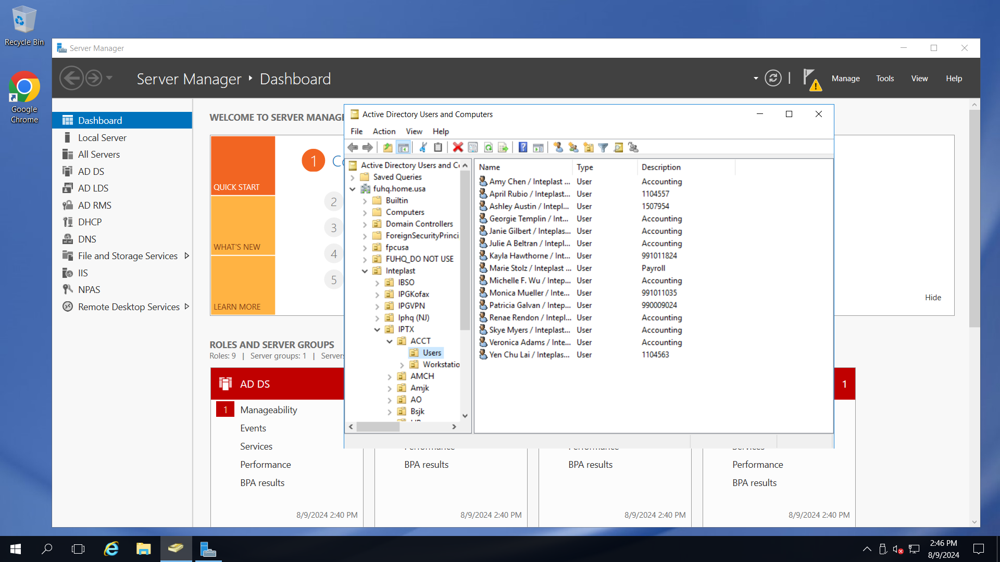 Recycle Bin
Google
Chrome
Server Manager
Server Manager ‣ Dashboard
Manage
Tools
View
Help
Dashboard
Local Server
All Servers
AD DS
AD LDS
AD RMS
DHCP
DNS
File and Storage Services
IIS
NPAS
Remote Desktop Services
WELCOME TO SERVER MANAGE
QUICK START
WHAT'S NEW
LEARN MORE
1
2
3
4
5
Hide
ROLES AND SERVER GROUPS
Roles: 9 | Server groups: 1 | Servers
AD DS
1
Manageability
Events
Services
Performance
BPA results
8/9/2024 2:40 PM
Performance
BPA results
8/9/2024 2:40 PM
Performance
BPA results
8/9/2024 2:40 PM
1
Services
Performance
BPA results
8/9/2024 2:40 PM
Active Directory Users and Computers
File
Action
View
Help
Active Directory Users and C
Saved Queries
fuhq.home.usa
Builtin
Computers
Domain Controllers
ForeignSecurityPrinci
fpcusa
FUHQ_DO NOT USE
Inteplast
IBSO
IPGKofax
IPGVPN
Iphq (NJ)
IPTX
ACCT
Users
Workstatio
AMCH
Amjk
AO
Bsjk
Name Type Description
Amy Chen / Inteplast ... User Accounting
April Rubio / Inteplast... User 1104557
Ashley Austin / Intepl... User 1507954
Georgie Templin / Int... User Accounting
Janie Gilbert / Inteplas... User Accounting
Julie A Beltran / Intepl... User Accounting
Kayla Hawthorne / Int... User 991011824
Marie Stolz / Inteplast ... User Payroll
Michelle F. Wu / Intep... User Accounting
Monica Mueller / Inte... User 991011035
Patricia Galvan / Intep... User 990009024
Renae Rendon / Intepl... User Accounting
Skye Myers / Inteplast... User Accounting
Veronica Adams / Inte... User Accounting
Yen Chu Lai / Inteplas... User 1104563
2:46 PM
8/9/2024